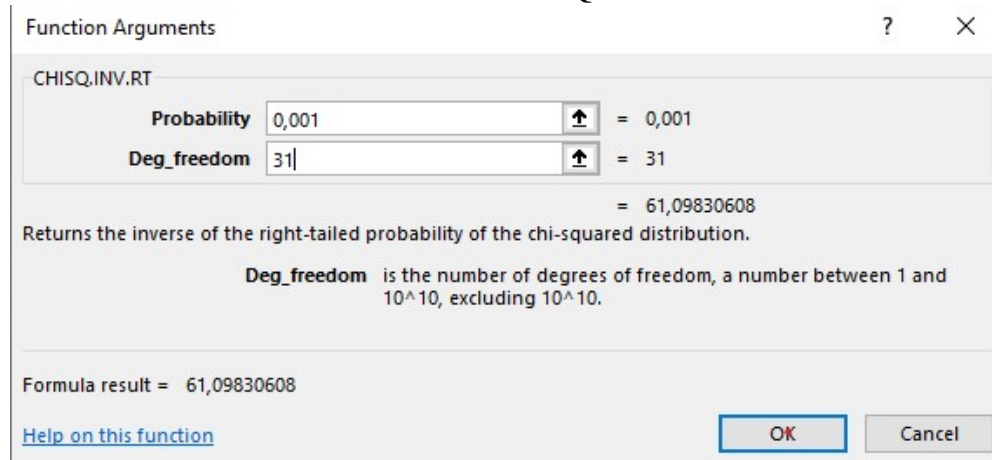 Function Arguments ? ×
CHISQ.INV.RT
Probability 0,001 = 0,001
Deg_freedom 31 = 31
= 61,09830608
Returns the inverse of the right-tailed probability of the chi-squared distribution.
Deg_freedom is the number of degrees of freedom, a number between 1 and
10^10, excluding 10^10.
Formula result = 61,09830608
Help on this function OK Cancel